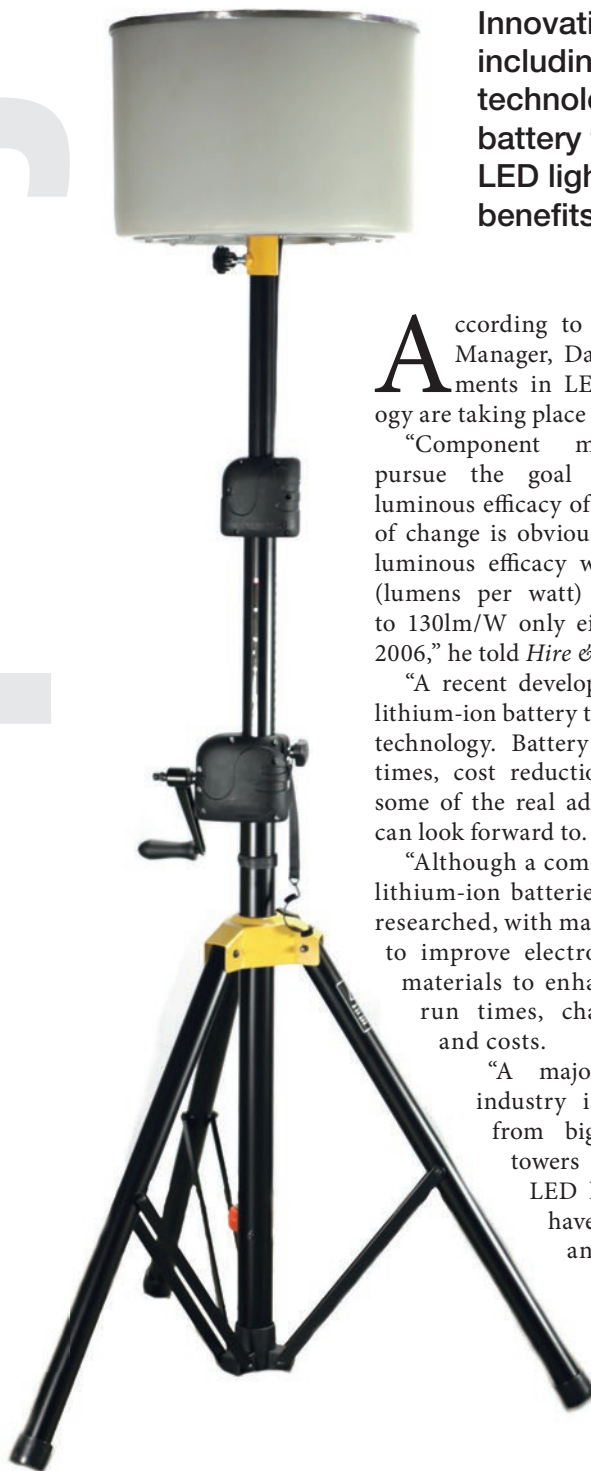 Innovati
includin
technolo
battery
LED ligh
benefits
According to
Manager, Da
ments in LE
ogy are taking place
“Component m
pursue the goal
luminous efficacy of
of change is obviou
luminous efficacy w
(lumens per watt)
to 130lm/W only ei
2006,” he told Hire &
“A recent develop
lithium-ion battery t
technology. Battery
times, cost reductio
some of the real ad
can look forward to.
“Although a com
lithium-ion batterie
researched, with ma
to improve electro
materials to enha
run times, cha
and costs.
“A majo
industry i
from big
towers
LED
have
an